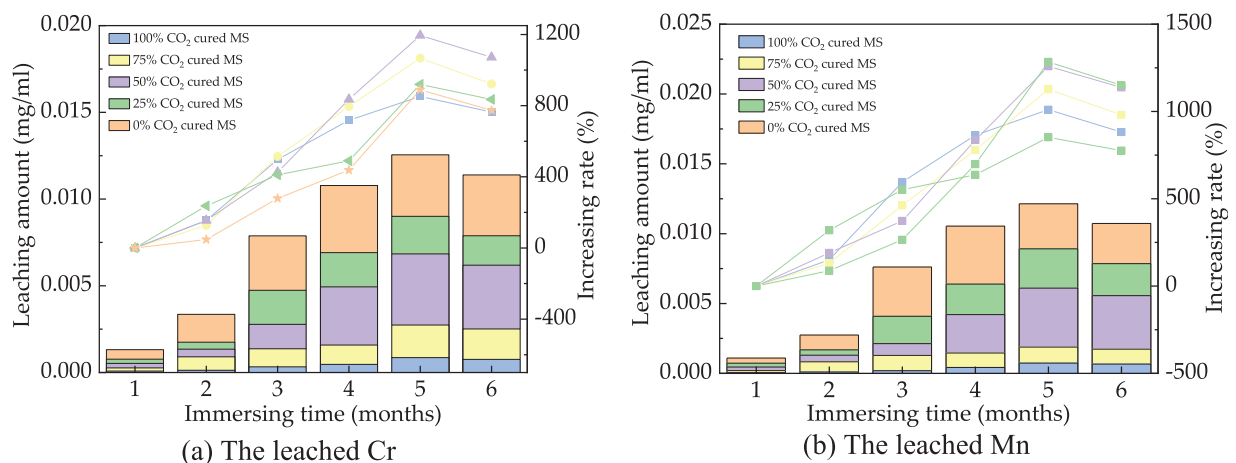 0.020
0.015
0.010
0.005
0.000
Leaching amount (mg/ml)
100% CO₂ cured MS
75% CO₂ cured MS
50% CO₂ cured MS
25% CO₂ cured MS
0% CO₂ cured MS
1200
800
400
0
-400
Increasing rate (%)
1 2 3 4 5 6
Immersing time (months)
(a) The leached Cr
0.025
0.020
0.015
0.010
0.005
0.000
Leaching amount (mg/ml)
100% CO₂ cured MS
75% CO₂ cured MS
50% CO₂ cured MS
25% CO₂ cured MS
0% CO₂ cured MS
1500
1000
500
0
-500
Increasing rate (%)
1 2 3 4 5 6
Immersing time (months)
(b) The leached Mn